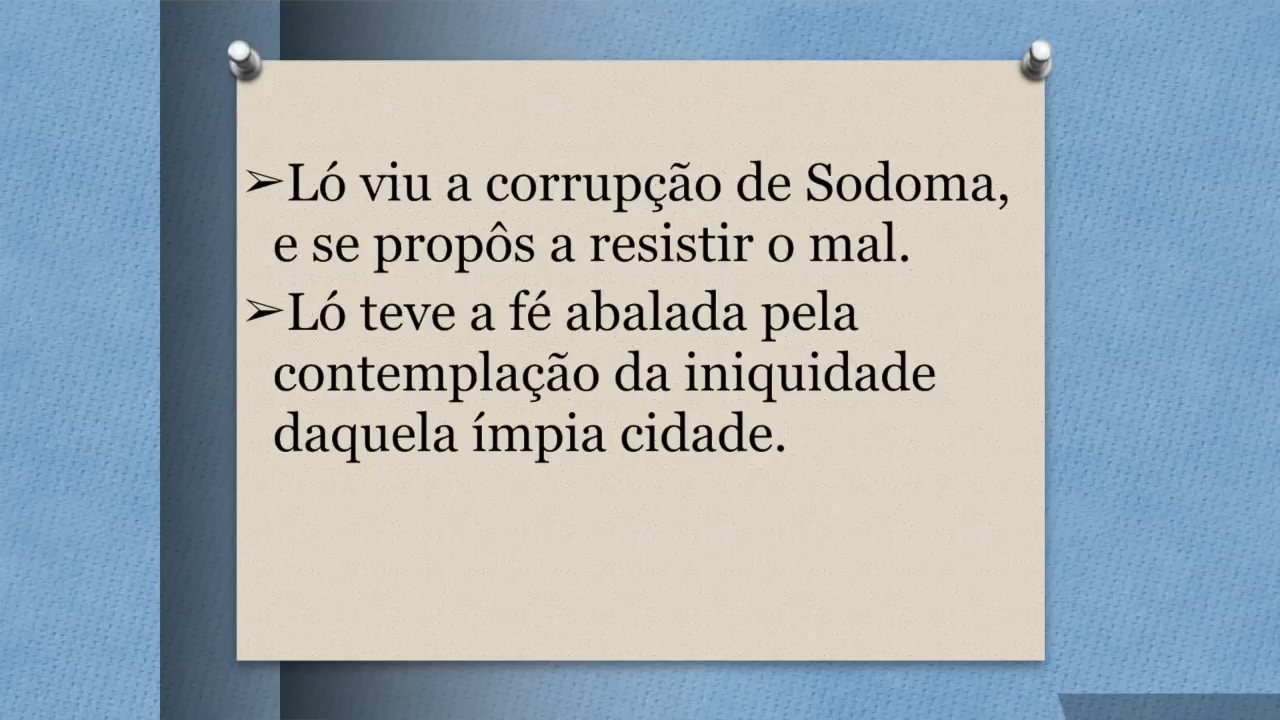 ➢Ló viu a corrupção de Sodoma,
e se propôs a resistir o mal.
➢Ló teve a fé abalada pela
contemplação da iniquidade
daquela ímpia cidade.